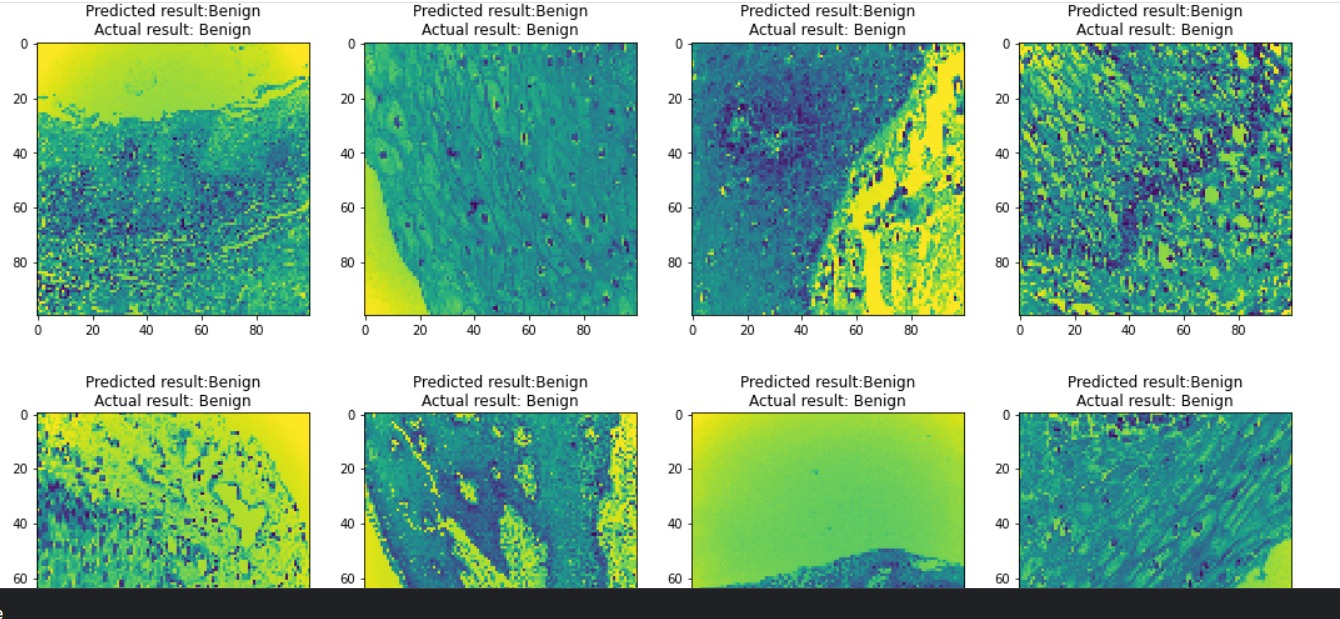 Predicted result:Benign Predicted result:Benign Predicted result:Benign Predicted result:Benign
Actual result: Benign Actual result: Benign Actual result: Benign Actual result: Benign
0 0 0 0
20 20 20 20
40 40 40 40
60 60 60 60
80 80 80 80
0 20 40 60 80 0 20 40 60 80 0 20 40 60 80 0 20 40 60 80
Predicted result:Benign Predicted result:Benign Predicted result:Benign Predicted result:Benign
Actual result: Benign Actual result: Benign Actual result: Benign Actual result: Benign
0 0 0 0
20 20 20 20
40 40 40 40
60 60 60 60
e